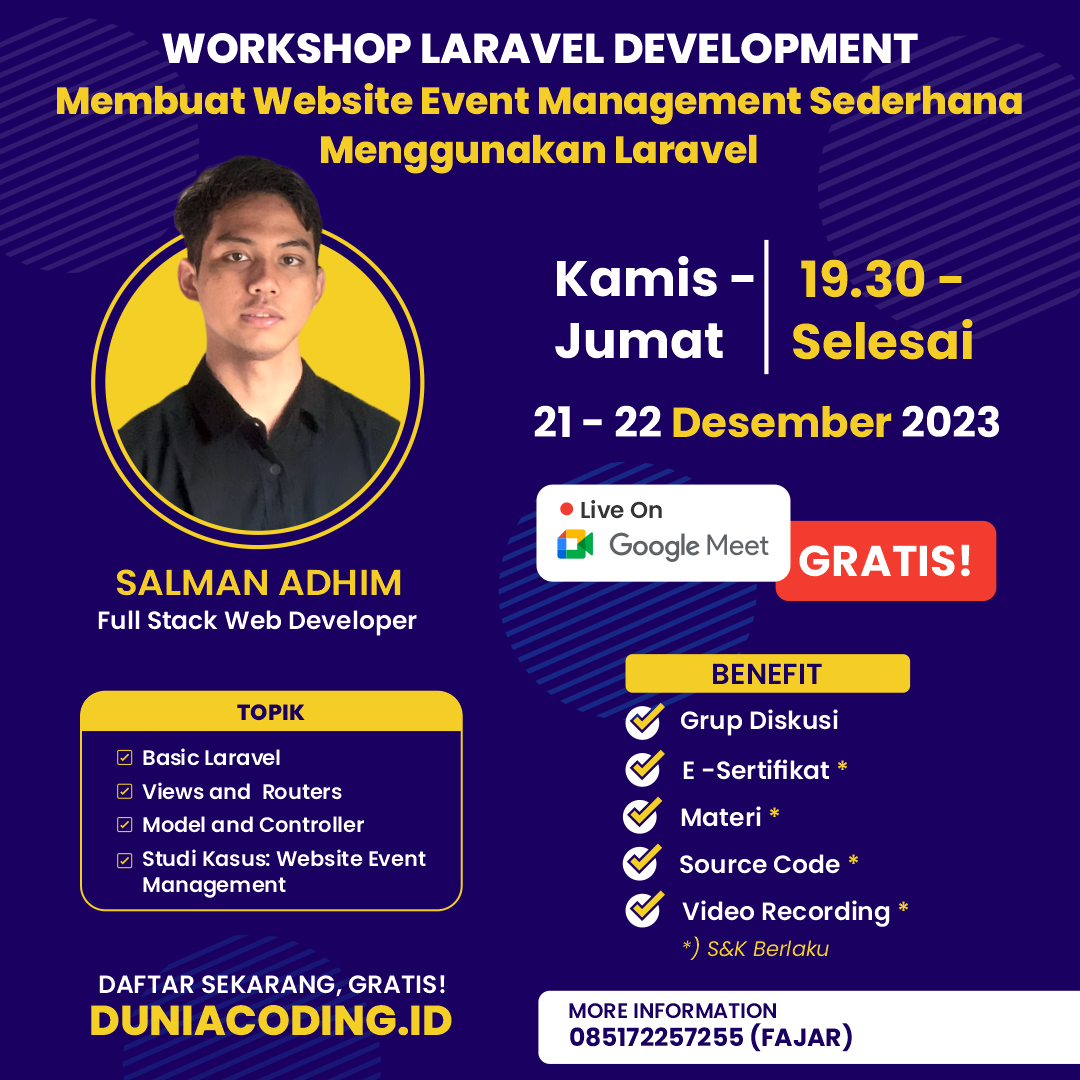 WORKSHOP LARAVEL DEVELOPMENT
Membuat Website Event Management Sederhana
Menggunakan Laravel
Kamis -
Jumat
19.30 -
Selesai
21 - 22 Desember 2023
Live On
Google Meet
GRATIS!
SALMAN ADHIM
Full Stack Web Developer
TOPIK
Basic Laravel
Views and Routers
Model and Controller
Studi Kasus: Website Event
Management
BENEFIT
Grup Diskusi
E -Sertifikat *
Materi *
Source Code *
Video Recording *
*) S&K Berlaku
DAFTAR SEKARANG, GRATIS!
DUNIACODING.ID
MORE INFORMATION
085172257255 (FAJAR)